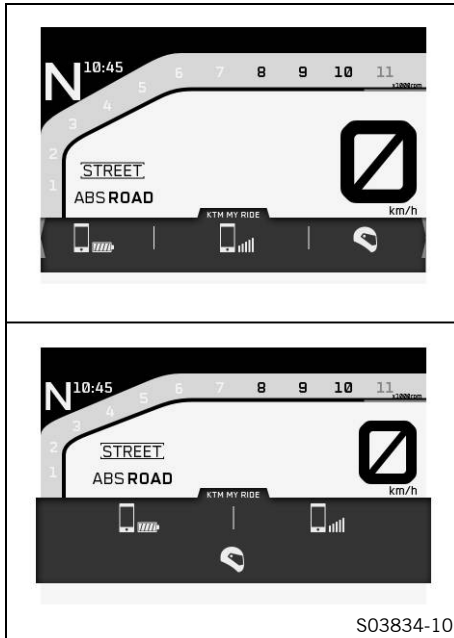 N 10:45
1 2 3 4 5 6 7 8 9 10 11
x1000rpm
STREET
ABS ROAD
0
km/h
KTM MY RIDE
N 10:45
1 2 3 4 5 6 7 8 9 10 11
x1000rpm
STREET
ABS ROAD
0
km/h
KTM MY RIDE
S03834-10